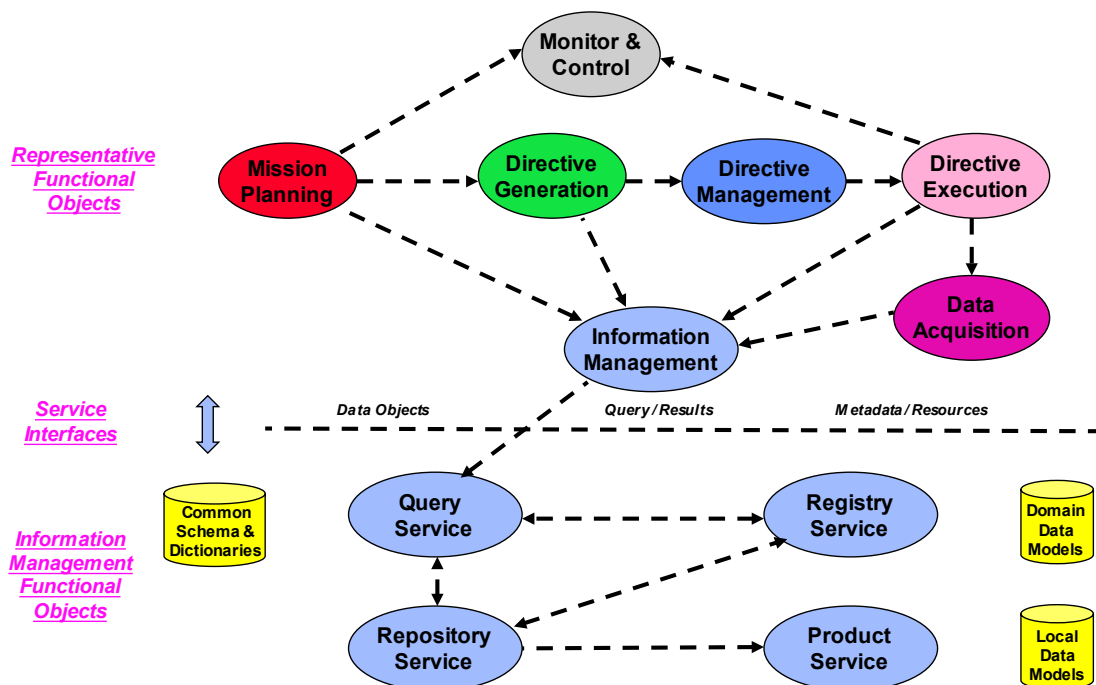 Monitor &
Control
Representative
Functional
Objects
Mission
Planning
Directive
Generation
Directive
Management
Directive
Execution
Information
Management
Data
Acquisition
Service
Interfaces
Data Objects
Query/Results
Metadata/Resources
Common
Schema &
Dictionaries
Query
Service
Registry
Service
Domain
Data
Models
Information
Management
Functional
Objects
Repository
Service
Product
Service
Local
Data
Models